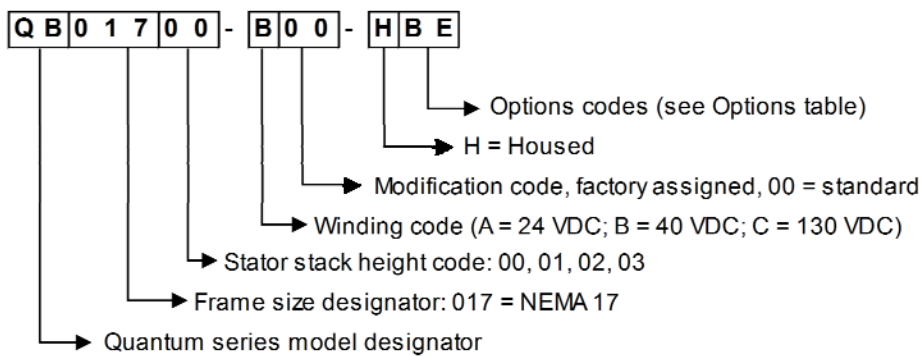 QB01700-B00-HBE
Options codes (see Options table)
H = Housed
Modification code, factory assigned, 00 = standard
Winding code (A = 24 VDC; B = 40 VDC; C = 130 VDC)
Stator stack height code: 00, 01, 02, 03
Frame size designator: 017 = NEMA 17
Quantum series model designator